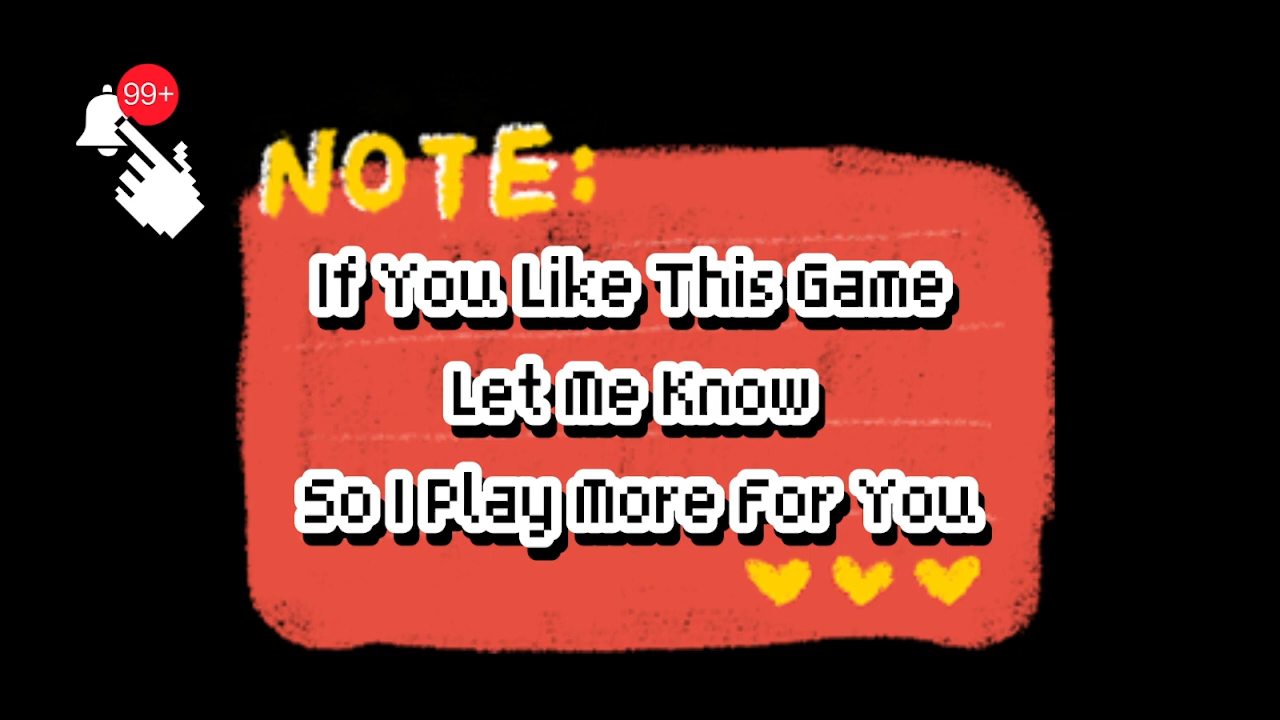 99+
NOTE:
If You Like This Game
Let Me Know
So I Play More For You